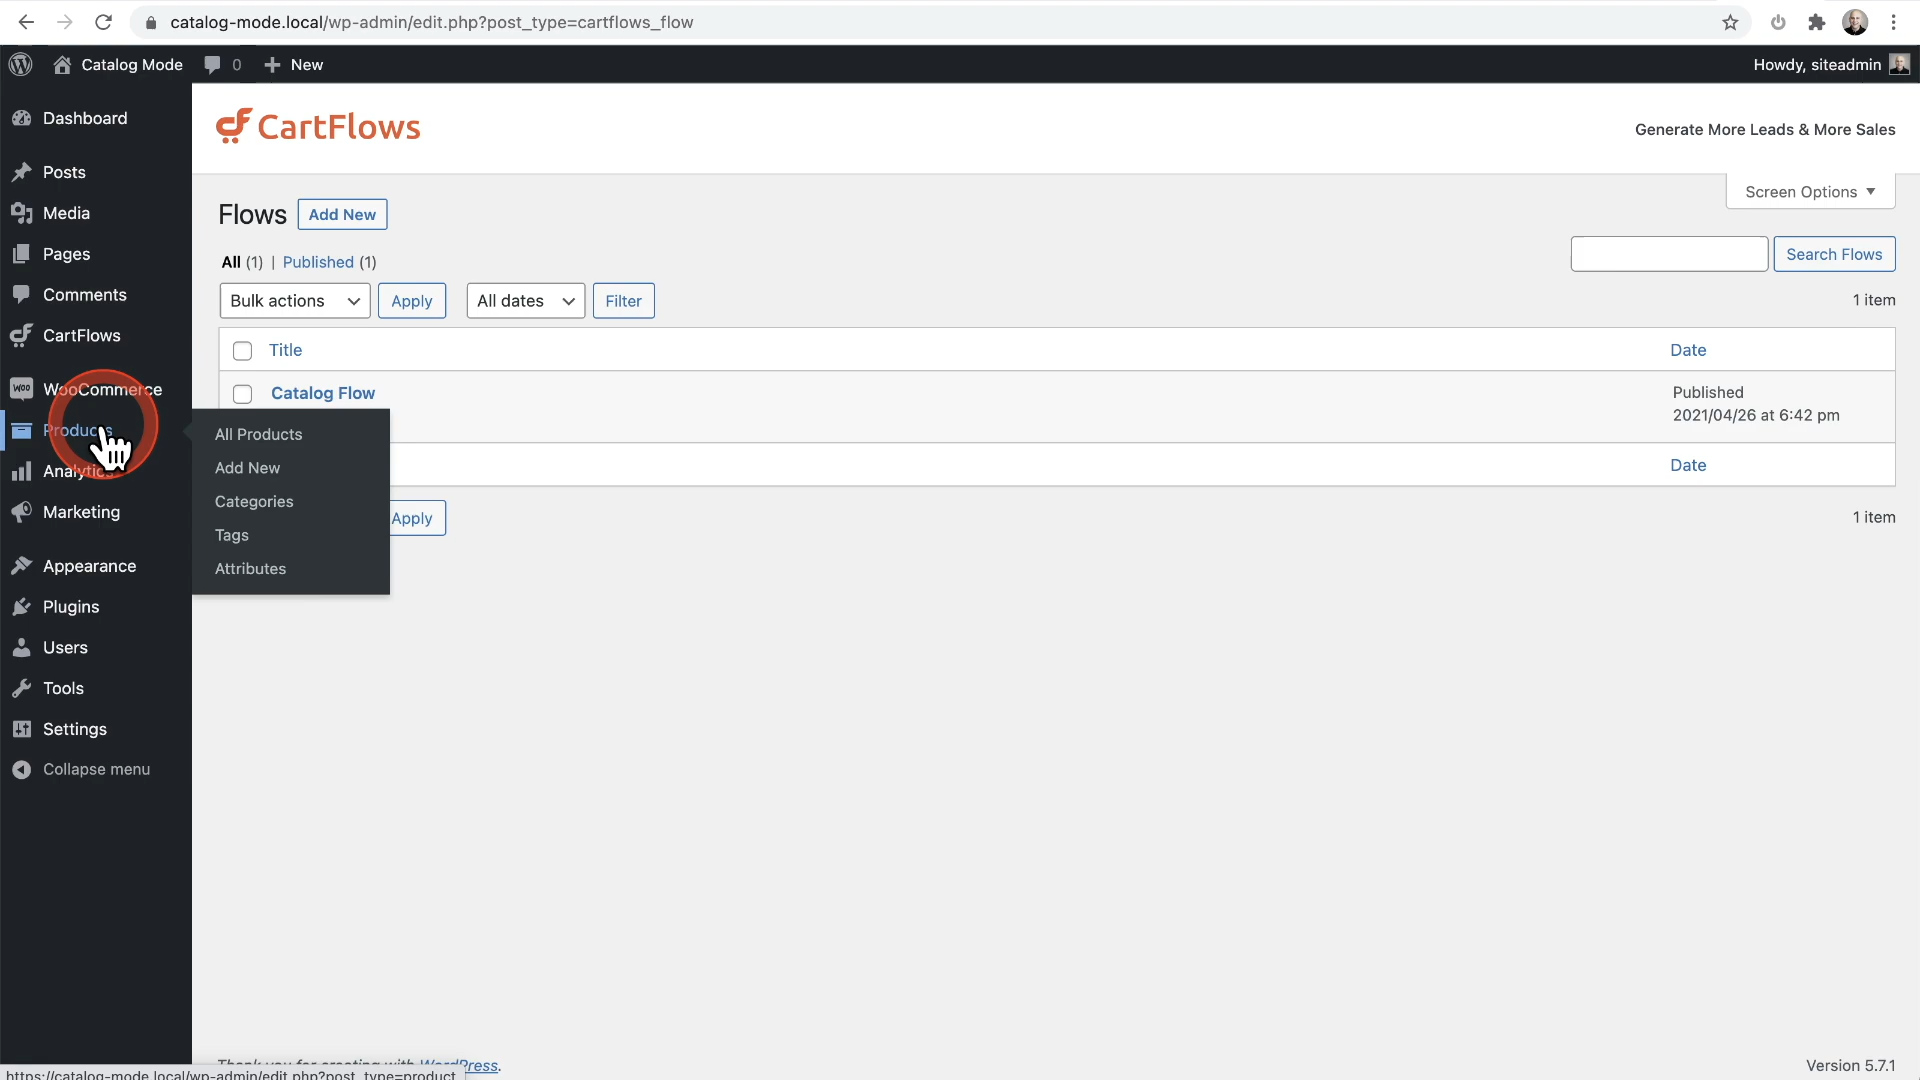 catalog-mode.local/wp-admin/edit.php?post_type=cartflows_flow
Catalog Mode
0
New
Howdy, siteadmin
Dashboard
Posts
Media
Pages
Comments
CartFlows
WOO
WooCommerce
Products
Analytics
Marketing
Appearance
Plugins
Users
Tools
Settings
Collapse menu
All Products
Add New
Categories
Tags
Attributes
CartFlows
Generate More Leads & More Sales
Screen Options ▼
Flows
Add New
All (1) | Published (1)
Search Flows
Bulk actions
Apply
All dates
Filter
1 item
Title
Date
Catalog Flow
Published
2021/04/26 at 6:42 pm
Date
Apply
1 item
Thank you for creating with WordPress.
Version 5.7.1
https://catalog-mode.local/wp-admin/edit.php?post_type=product